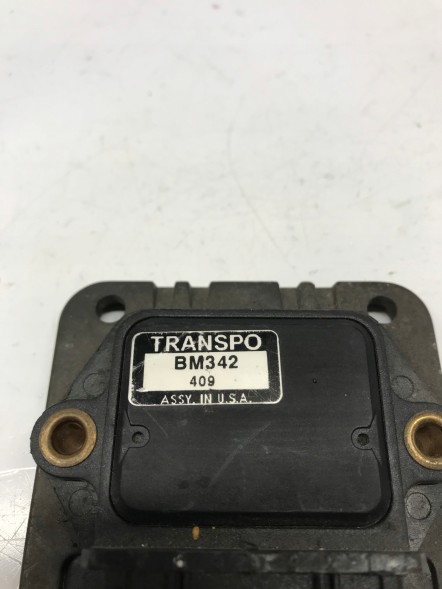 TRANSPO
BM342
409
ASSY. IN U.S.A.